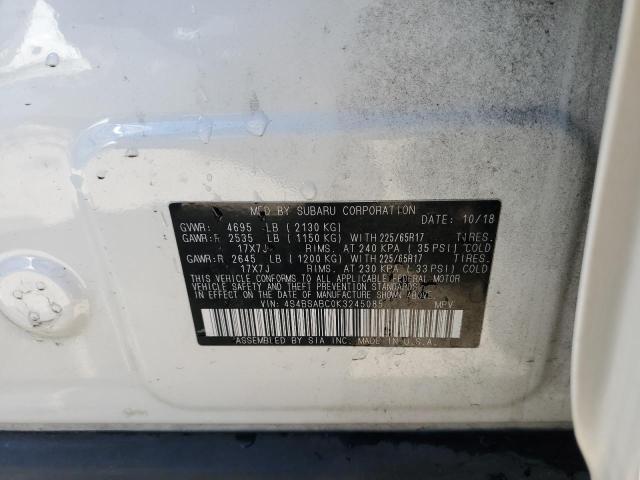 MFD BY SUBARU CORPORATION
DATE: 10/18
GVWR: 4695 LB ( 2130 KG)
GAWR:F 2535 LB ( 1150 KG) WITH 225/65R17 TIRES.
17X7J RIMS. AT 240 KPA ( 35 PSI) COLD
GAWR:R 2645 LB ( 1200 KG) WITH 225/65R17 TIRES.
17X7J RIMS. AT 230 KPA ( 33 PSI) COLD
THIS VEHICLE CONFORMS TO ALL APPLICABLE FEDERAL MOTOR
VEHICLE SAFETY AND THEFT PREVENTION STANDARDS IN EFFECT
ON THE DATE OF MANUFACTURE SHOWN ABOVE.
VIN: 4S4BSABC0K3245085 MPV
ASSEMBLED BY SIA INC. MADE IN U.S.A.